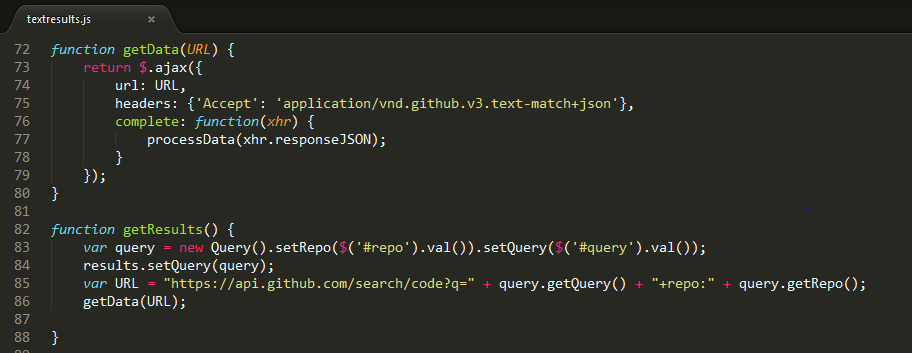 textresults.js ×
72 function getData(URL) {
73     return $.ajax({
74         url: URL,
75         headers: {'Accept': 'application/vnd.github.v3.text-match+json'},
76         complete: function(xhr) {
77             processData(xhr.responseJSON);
78         }
79     });
80 }
81
82 function getResults() {
83     var query = new Query().setRepo($('#repo').val()).setQuery($('#query').val());
84     results.setQuery(query);
85     var URL = "https://api.github.com/search/code?q=" + query.getQuery() + "+repo:" + query.getRepo();
86     getData(URL);
87
88 }